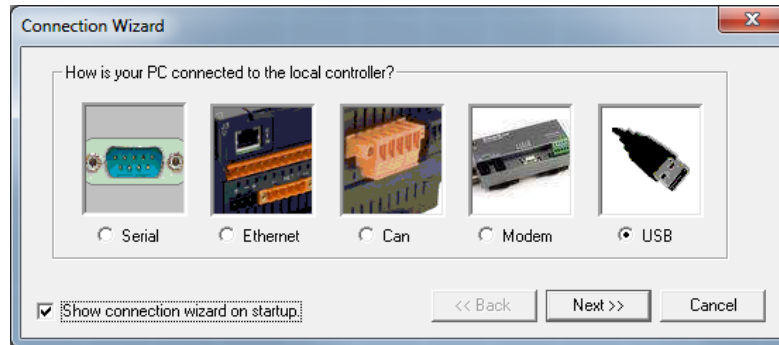 Connection Wizard
How is your PC connected to the local controller?
Serial Ethernet Can Modem USB
Show connection wizard on startup.
<< Back Next >> Cancel